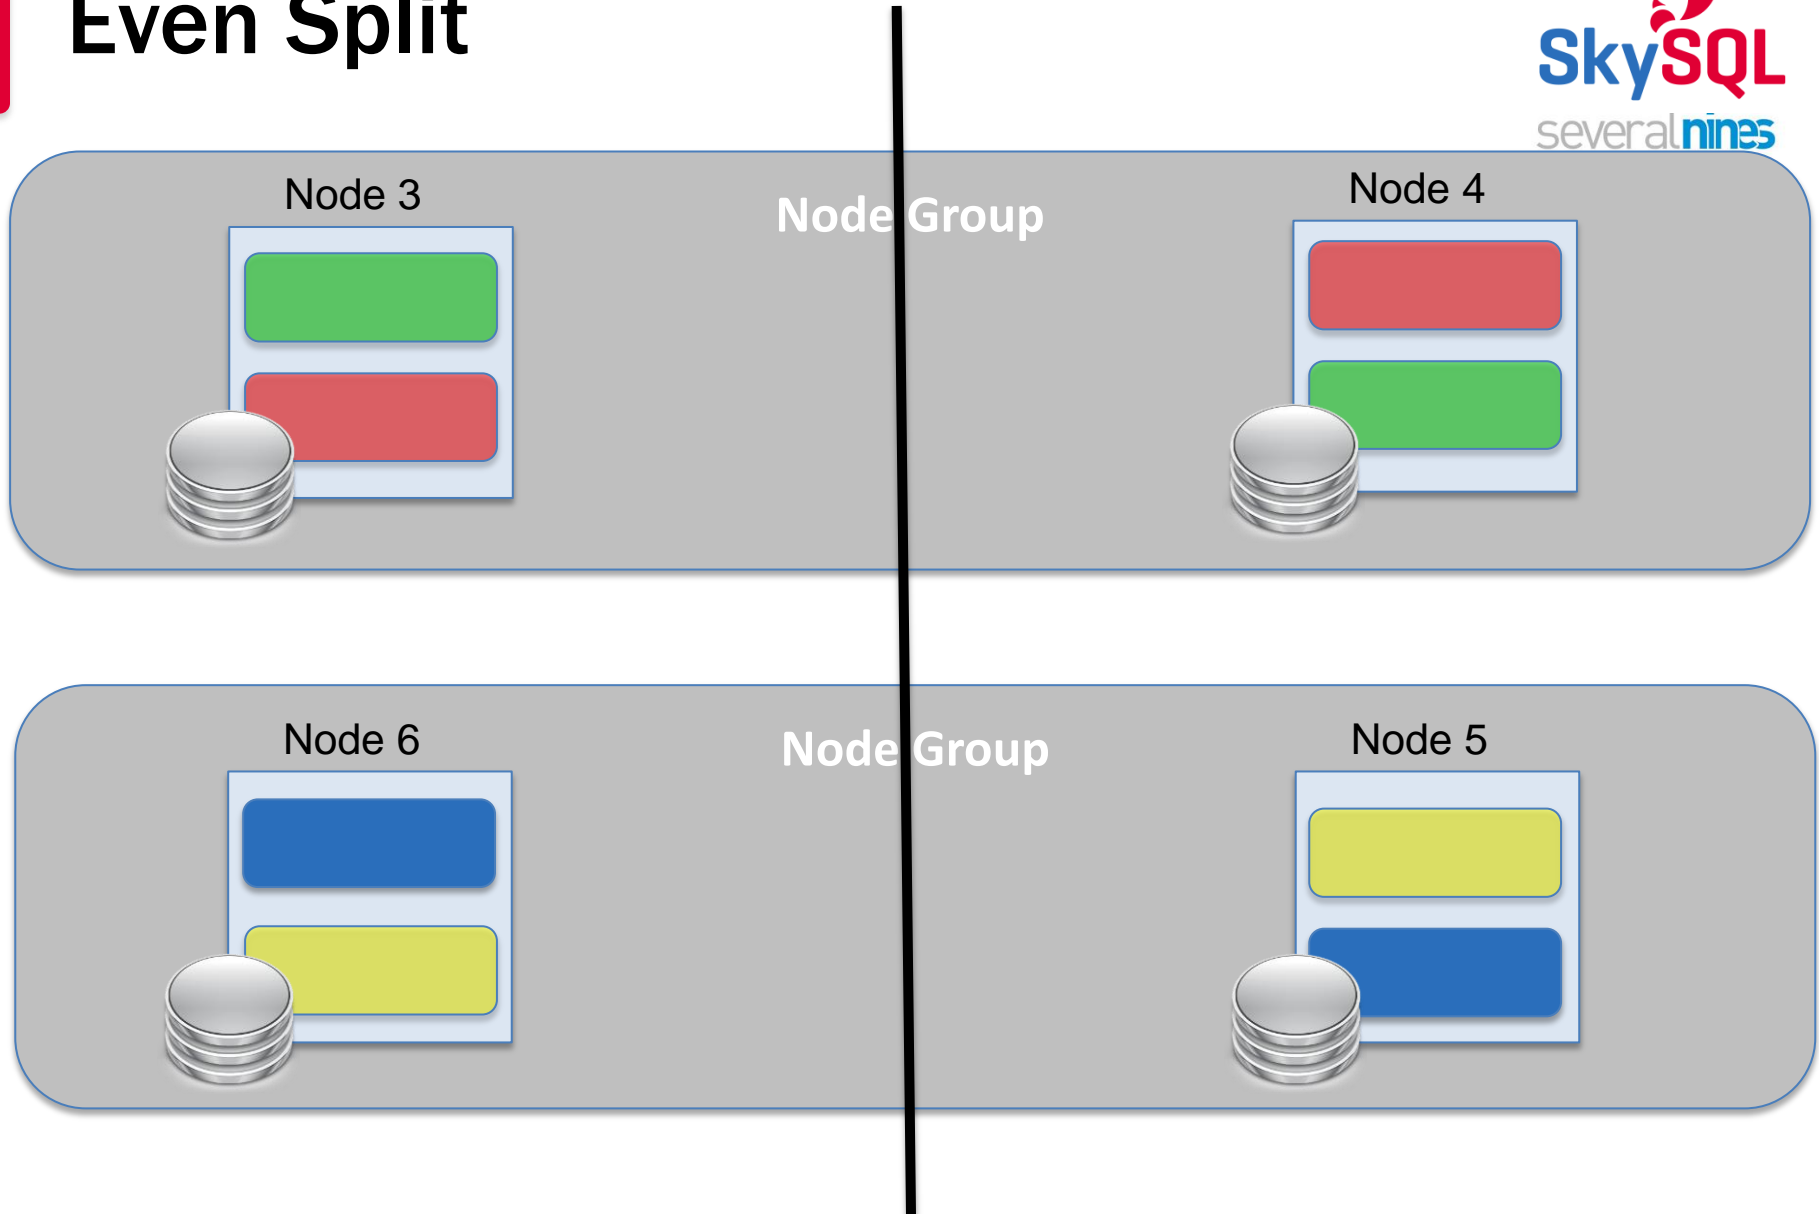 Even Split
SkySQL
severalnines
Node 3
Node Group
Node 4
Node 6
Node Group
Node 5